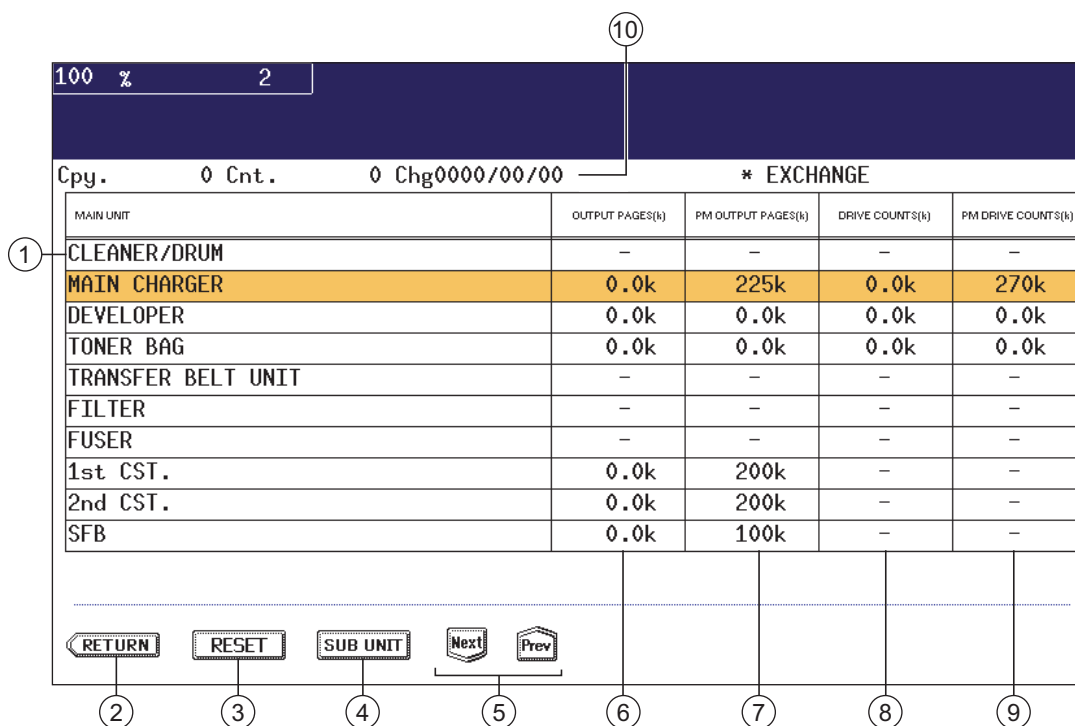 10
100 % 2
Cpy. 0 Cnt. 0 Chg0000/00/00 * EXCHANGE
MAIN UNIT OUTPUT PAGES(k) PM OUTPUT PAGES(k) DRIVE COUNTS(k) PM DRIVE COUNTS(k)
1 CLEANER/DRUM – – – –
MAIN CHARGER 0.0k 225k 0.0k 270k
DEVELOPER 0.0k 0.0k 0.0k 0.0k
TONER BAG 0.0k 0.0k 0.0k 0.0k
TRANSFER BELT UNIT – – – –
FILTER – – – –
FUSER – – – –
1st CST. 0.0k 200k – –
2nd CST. 0.0k 200k – –
SFB 0.0k 100k – –
RETURN RESET SUB UNIT Next Prev
2 3 4 5 6 7 8 9